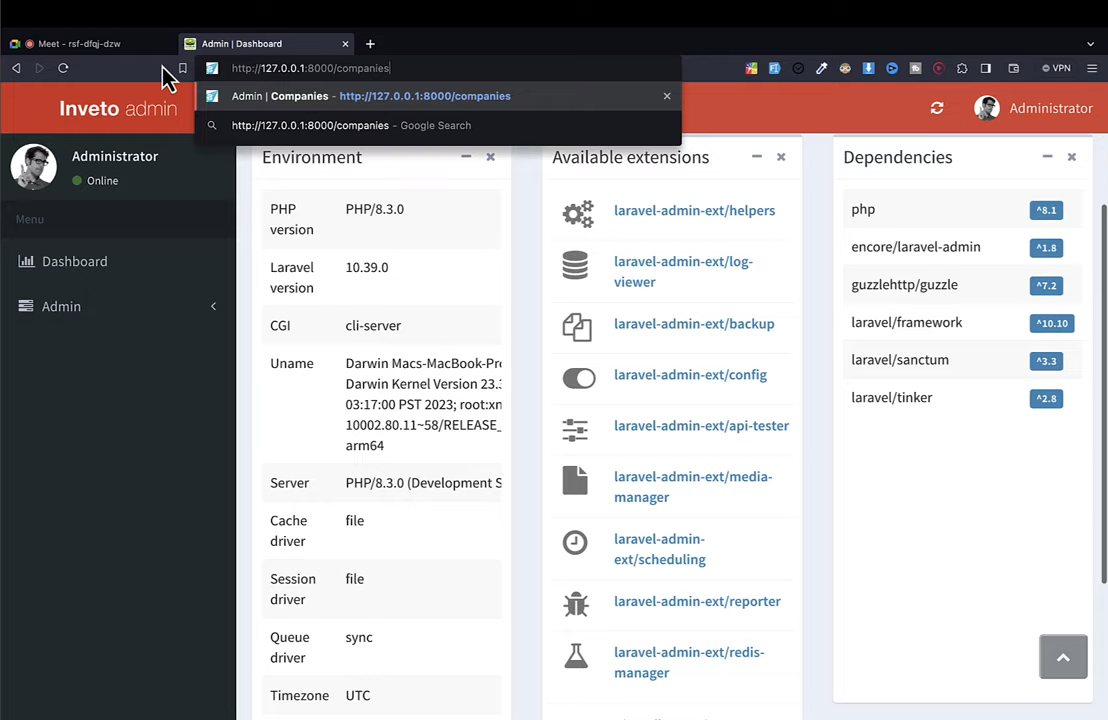 Meet - rsf-dfqj-dzw
Admin | Dashboard
http://127.0.0.1:8000/companies
VPN
Admin | Companies - http://127.0.0.1:8000/companies
http://127.0.0.1:8000/companies - Google Search
Inveto admin
Administrator
Administrator
Online
Menu
Dashboard
Admin
Environment
PHP version PHP/8.3.0
Laravel version 10.39.0
CGI cli-server
Uname Darwin Macs-MacBook-Pr
Darwin Kernel Version 23.
03:17:00 PST 2023; root:xn
10002.80.11~58/RELEASE_
arm64
Server PHP/8.3.0 (Development S
Cache driver file
Session driver file
Queue driver sync
Timezone UTC
Available extensions
laravel-admin-ext/helpers
laravel-admin-ext/log-
viewer
laravel-admin-ext/backup
laravel-admin-ext/config
laravel-admin-ext/api-tester
laravel-admin-ext/media-
manager
laravel-admin-
ext/scheduling
laravel-admin-ext/reporter
laravel-admin-ext/redis-
manager
Dependencies
php ^8.1
encore/laravel-admin ^1.8
guzzlehttp/guzzle ^7.2
laravel/framework ^10.10
laravel/sanctum ^3.3
laravel/tinker ^2.8